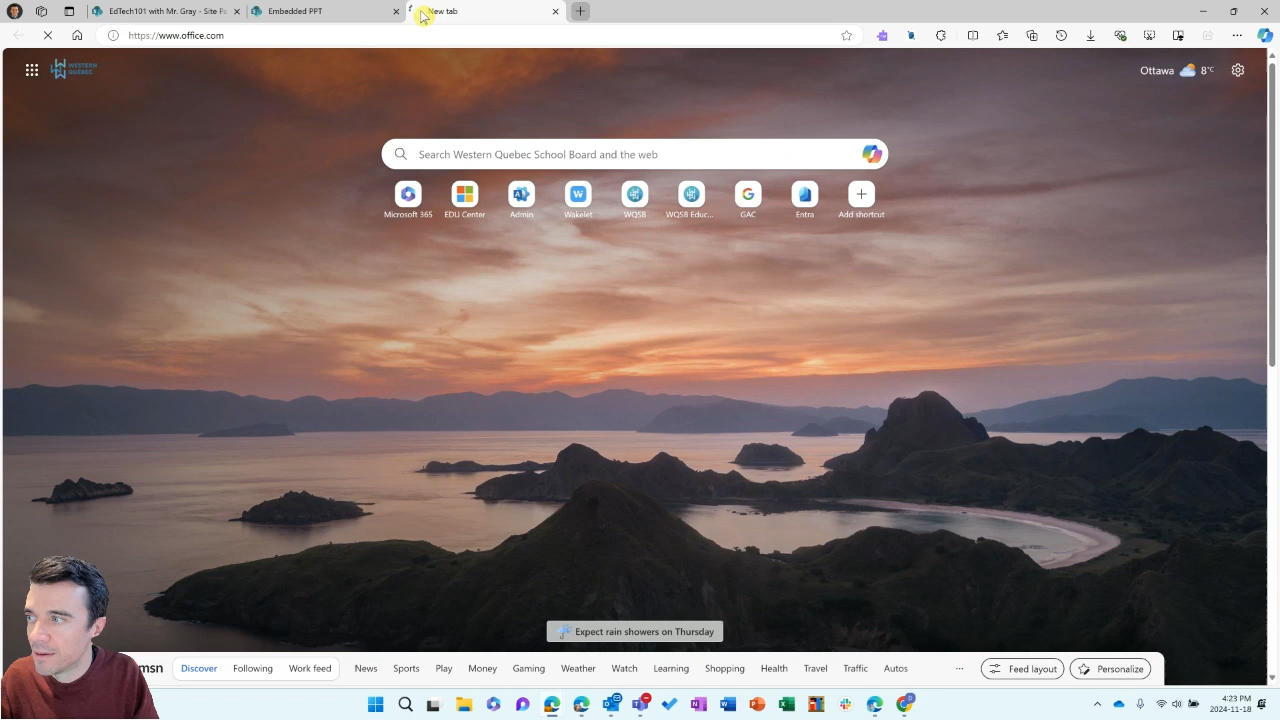 EdTech101 with Mr. Gray - Site Pa
Embedded PPT
New tab
https://www.office.com
WESTERN
QUÉBEC
Ottawa
8°C
Search Western Quebec School Board and the web
Microsoft 365
EDU Center
Admin
Wakelet
WQSB
WQSB Educ...
GAC
Entra
Add shortcut
Expect rain showers on Thursday
msn
Discover
Following
Work feed
News
Sports
Play
Money
Gaming
Weather
Watch
Learning
Shopping
Health
Travel
Traffic
Autos
...
Feed layout
Personalize
4:23 PM
2024-11-18